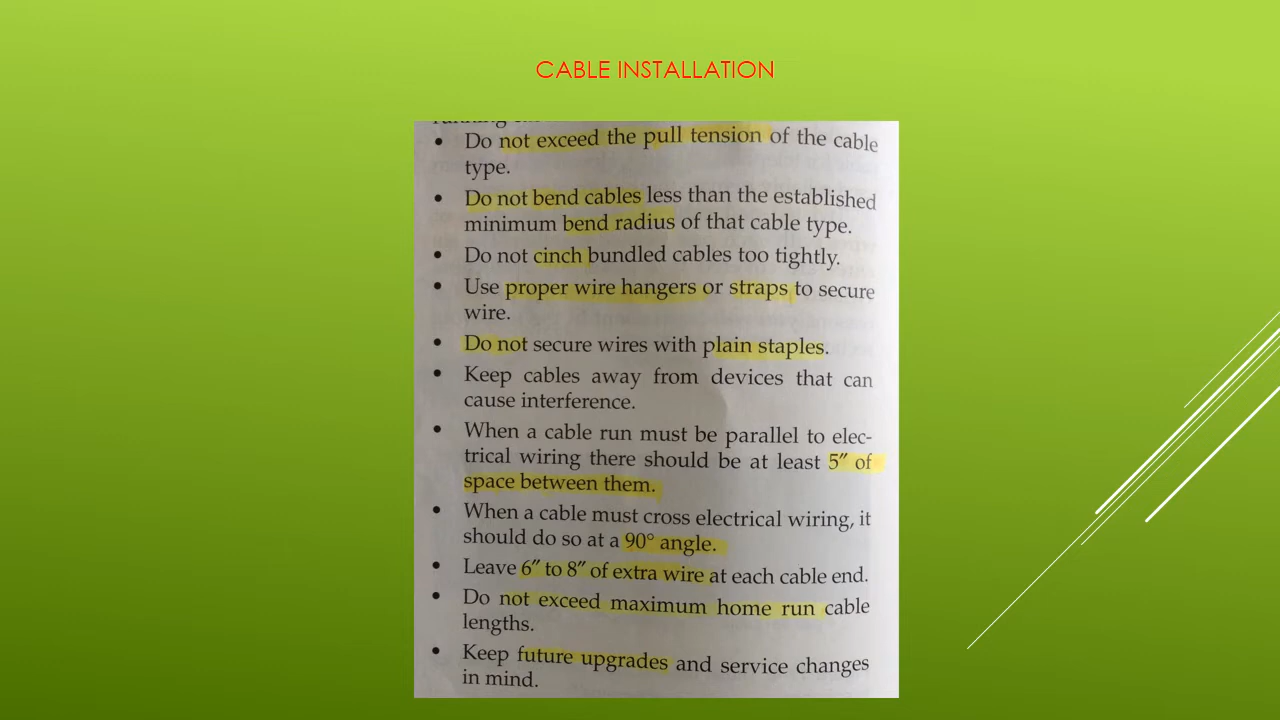 CABLE INSTALLATION
• Do not exceed the pull tension of the cable
type.
• Do not bend cables less than the established
minimum bend radius of that cable type.
• Do not cinch bundled cables too tightly.
• Use proper wire hangers or straps to secure
wire.
• Do not secure wires with plain staples.
• Keep cables away from devices that can
cause interference.
• When a cable run must be parallel to elec-
trical wiring there should be at least 5″ of
space between them.
• When a cable must cross electrical wiring, it
should do so at a 90° angle.
• Leave 6″ to 8″ of extra wire at each cable end.
• Do not exceed maximum home run cable
lengths.
• Keep future upgrades and service changes
in mind.